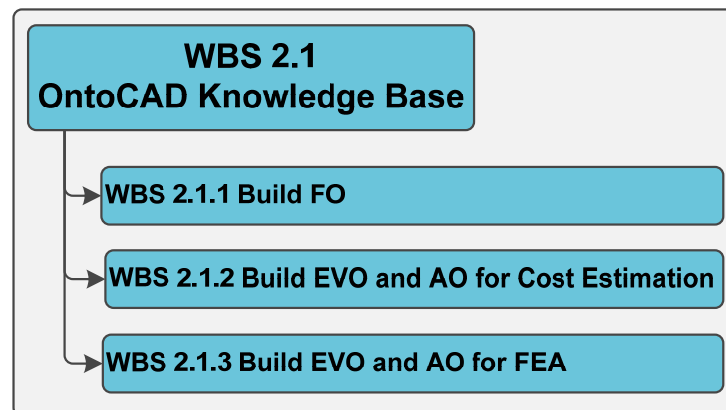 WBS 2.1
OntoCAD Knowledge Base
WBS 2.1.1 Build FO
WBS 2.1.2 Build EVO and AO for Cost Estimation
WBS 2.1.3 Build EVO and AO for FEA